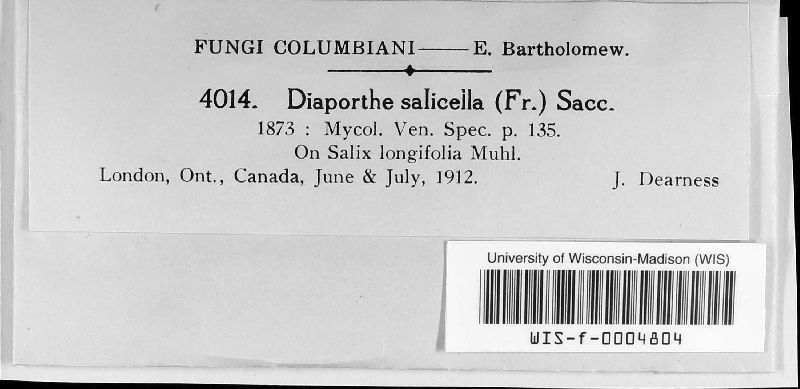 FUNGI COLUMBIANI——E. Bartholomew.
4014. Diaporthe salicella (Fr.) Sacc.
1873 : Mycol. Ven. Spec. p. 135.
On Salix longifolia Muhl.
London, Ont., Canada, June & July, 1912. J. Dearness
University of Wisconsin-Madison (WIS)
WIS-f-0004804